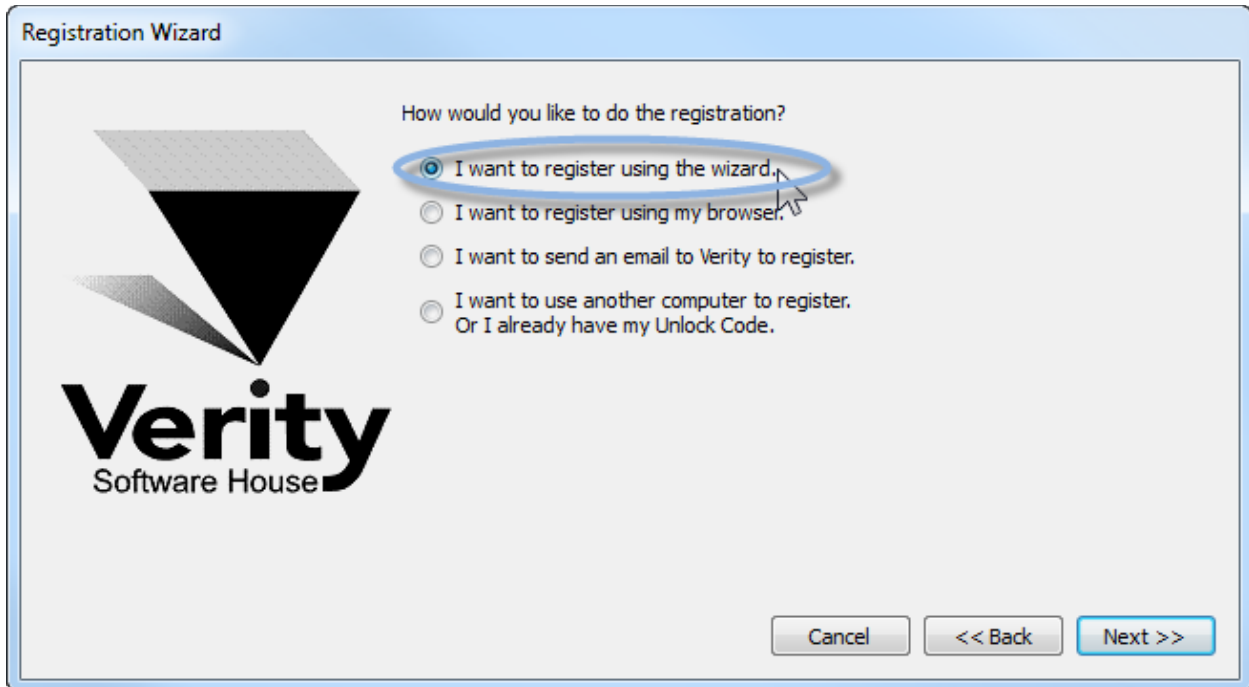 Registration Wizard
How would you like to do the registration?
I want to register using the wizard.
I want to register using my browser.
I want to send an email to Verity to register.
I want to use another computer to register.
Or I already have my Unlock Code.
Verity
Software House
Cancel
<< Back
Next >>